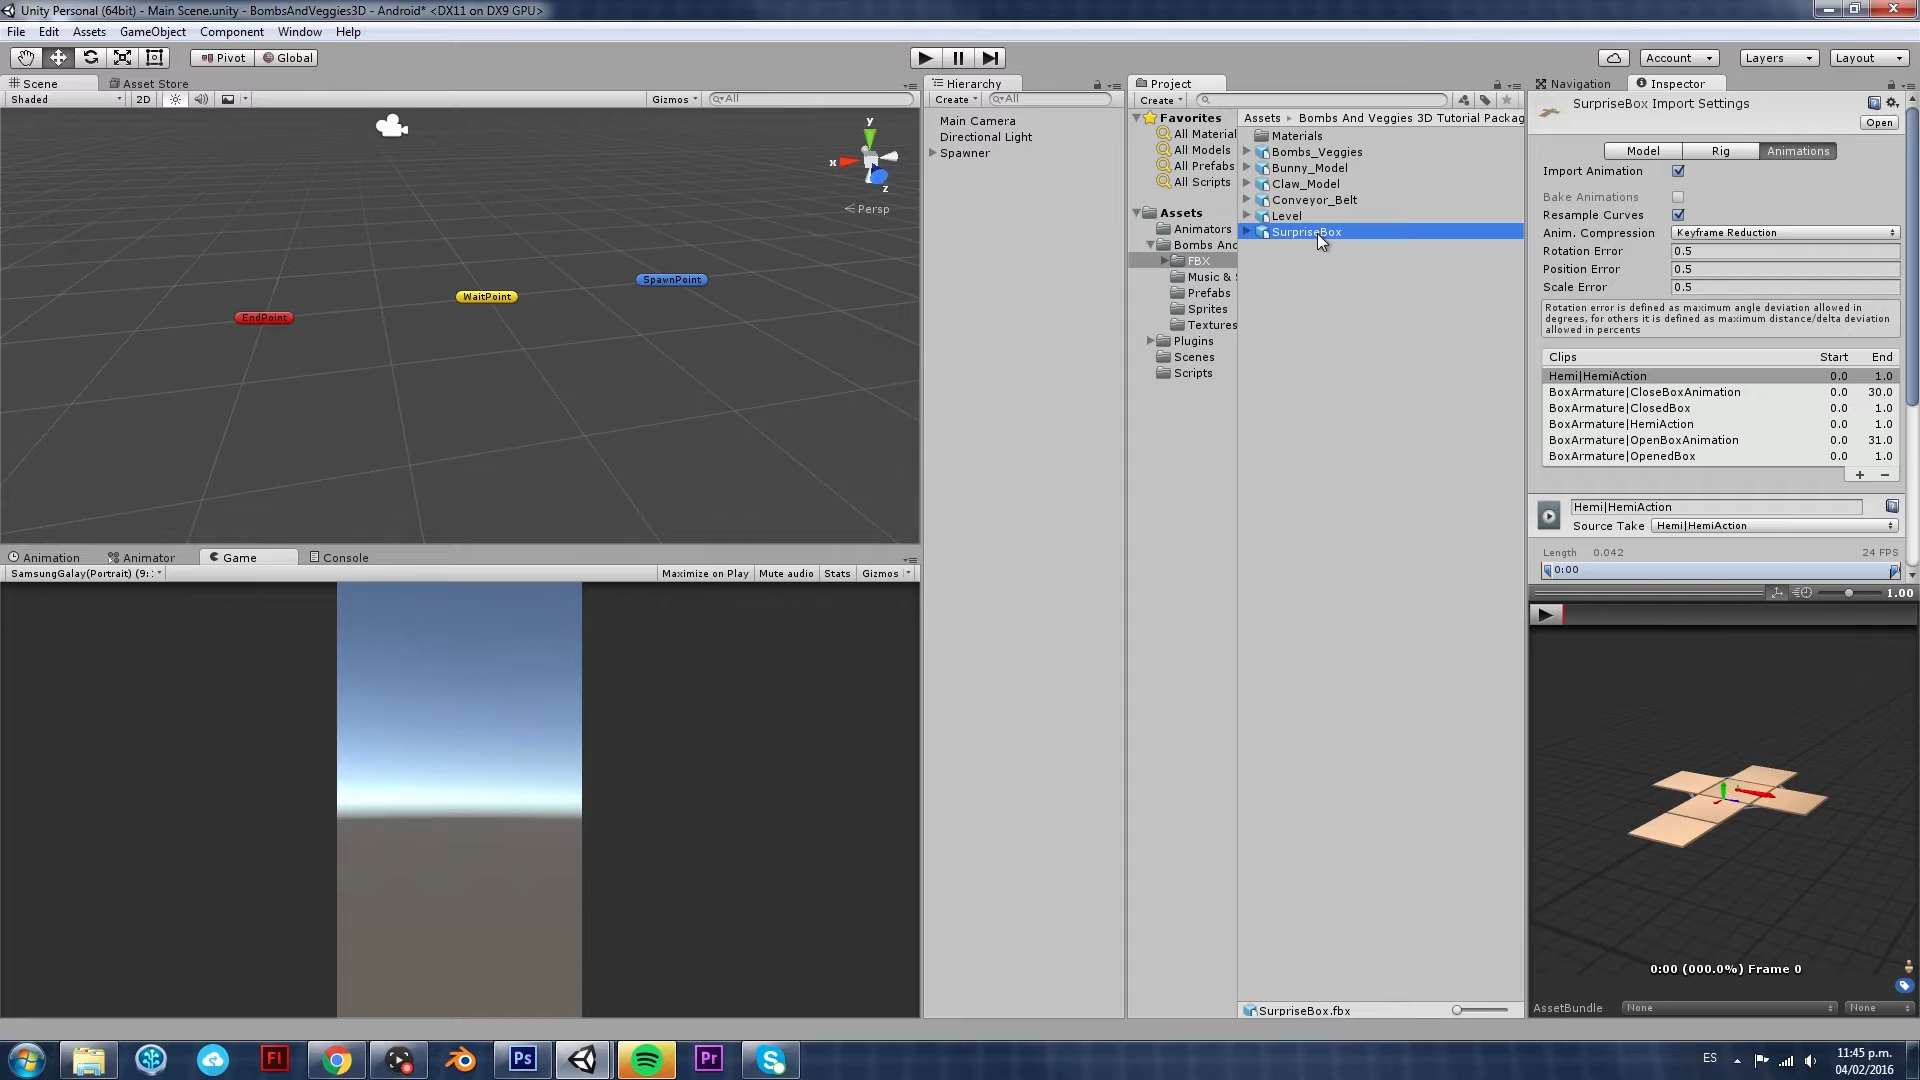 Unity Personal (64bit) - Main Scene.unity - BombsAndVeggies3D - Android* <DX11 on DX9 GPU>
File Edit Assets GameObject Component Window Help
Pivot Global Account Layers Layout
Scene Asset Store
Shaded 2D Gizmos All
y
x
z
Persp
SpawnPoint
WaitPoint
EndPoint
Animation Animator Game Console
SamsungGalay(Portrait) (9: Maximize on Play Mute audio Stats Gizmos
Hierarchy
Create All
Main Camera
Directional Light
Spawner
Project
Create
Favorites
All Material
All Models
All Prefabs
All Scripts
Assets
Animators
Bombs And
FBX
Music &
Prefabs
Sprites
Textures
Plugins
Scenes
Scripts
Assets Bombs And Veggies 3D Tutorial Packag
Materials
Bombs_Veggies
Bunny_Model
Claw_Model
Conveyor_Belt
Level
SurpriseBox
SurpriseBox.fbx
Navigation Inspector
SurpriseBox Import Settings
Open
Model Rig Animations
Import Animation
Bake Animations
Resample Curves
Anim. Compression Keyframe Reduction
Rotation Error 0.5
Position Error 0.5
Scale Error 0.5
Rotation error is defined as maximum angle deviation allowed in
degrees, for others it is defined as maximum distance/delta deviation
allowed in percents
Clips Start End
Hemi|HemiAction 0.0 1.0
BoxArmature|CloseBoxAnimation 0.0 30.0
BoxArmature|ClosedBox 0.0 1.0
BoxArmature|HemiAction 0.0 1.0
BoxArmature|OpenBoxAnimation 0.0 31.0
BoxArmature|OpenedBox 0.0 1.0
+ −
Hemi|HemiAction
Source Take Hemi|HemiAction
Length 0.042 24 FPS
0:00
1.00
0:00 (000.0%) Frame 0
AssetBundle None None
Fl Ps Pr
ES 11:45 p.m.
04/02/2016